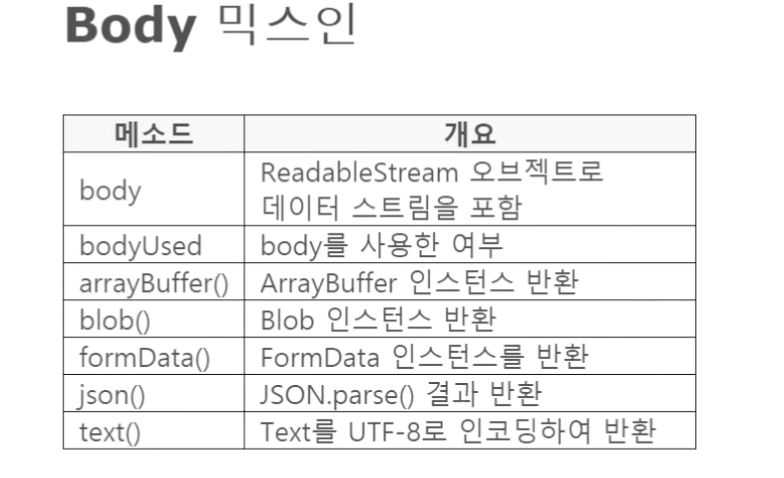 Body 믹스인
메소드 개요
body ReadableStream 오브젝트로
데이터 스트림을 포함
bodyUsed body를 사용한 여부
arrayBuffer() ArrayBuffer 인스턴스 반환
blob() Blob 인스턴스 반환
formData() FormData 인스턴스를 반환
json() JSON.parse() 결과 반환
text() Text를 UTF-8로 인코딩하여 반환